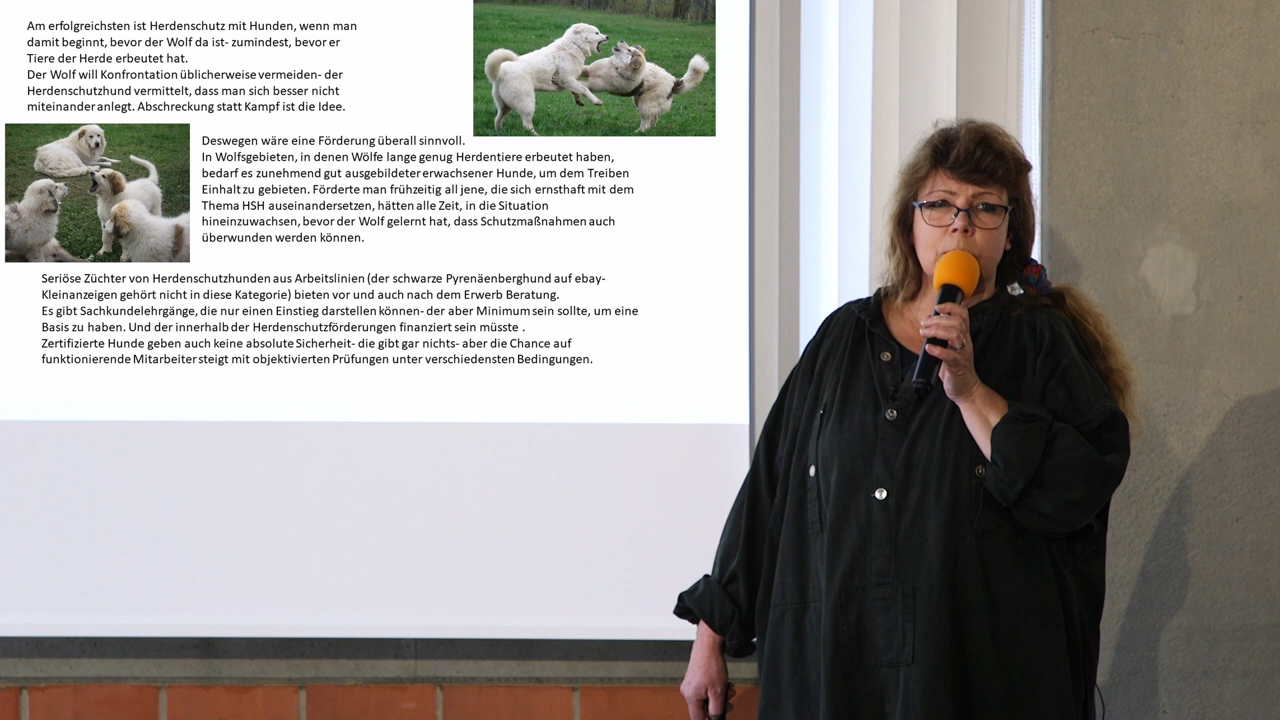 Am erfolgreichsten ist Herdenschutz mit Hunden, wenn man
damit beginnt, bevor der Wolf da ist- zumindest, bevor er
Tiere der Herde erbeutet hat.
Der Wolf will Konfrontation üblicherweise vermeiden- der
Herdenschutzhund vermittelt, dass man sich besser nicht
miteinander anlegt. Abschreckung statt Kampf ist die Idee.
Deswegen wäre eine Förderung überall sinnvoll.
In Wolfsgebieten, in denen Wölfe lange genug Herdentiere erbeutet haben,
bedarf es zunehmend gut ausgebildeter erwachsener Hunde, um dem Treiben
Einhalt zu gebieten. Förderte man frühzeitig all jene, die sich ernsthaft mit dem
Thema HSH auseinandersetzen, hätten alle Zeit, in die Situation
hineinzuwachsen, bevor der Wolf gelernt hat, dass Schutzmaßnahmen auch
überwunden werden können.
Seriöse Züchter von Herdenschutzhunden aus Arbeitslinien (der schwarze Pyrenäenberghund auf ebay-
Kleinanzeigen gehört nicht in diese Kategorie) bieten vor und auch nach dem Erwerb Beratung.
Es gibt Sachkundelehrgänge, die nur einen Einstieg darstellen können- der aber Minimum sein sollte, um eine
Basis zu haben. Und der innerhalb der Herdenschutzförderungen finanziert sein müsste .
Zertifizierte Hunde geben auch keine absolute Sicherheit- die gibt gar nichts- aber die Chance auf
funktionierende Mitarbeiter steigt mit objektivierten Prüfungen unter verschiedensten Bedingungen.